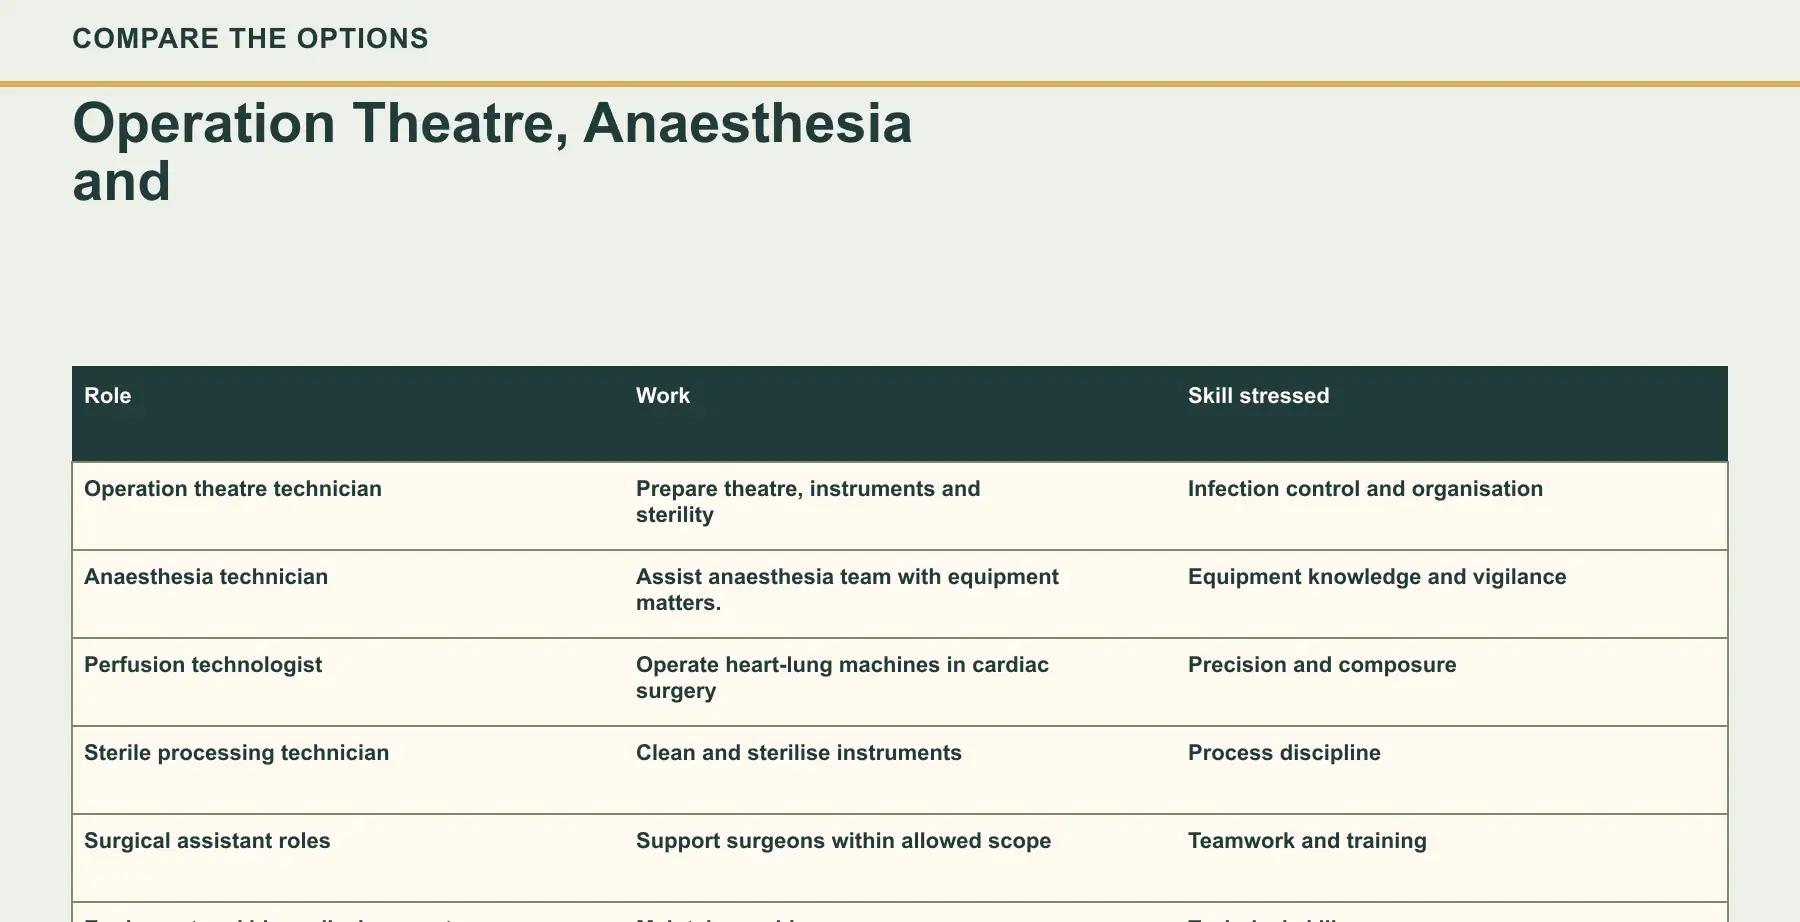 COMPARE THE OPTIONS
Operation Theatre, Anaesthesia
and
Role Work Skill stressed
Operation theatre technician Prepare theatre, instruments and
sterility
Infection control and organisation
Anaesthesia technician Assist anaesthesia team with equipment
matters.
Equipment knowledge and vigilance
Perfusion technologist Operate heart-lung machines in cardiac
surgery
Precision and composure
Sterile processing technician Clean and sterilise instruments Process discipline
Surgical assistant roles Support surgeons within allowed scope Teamwork and training